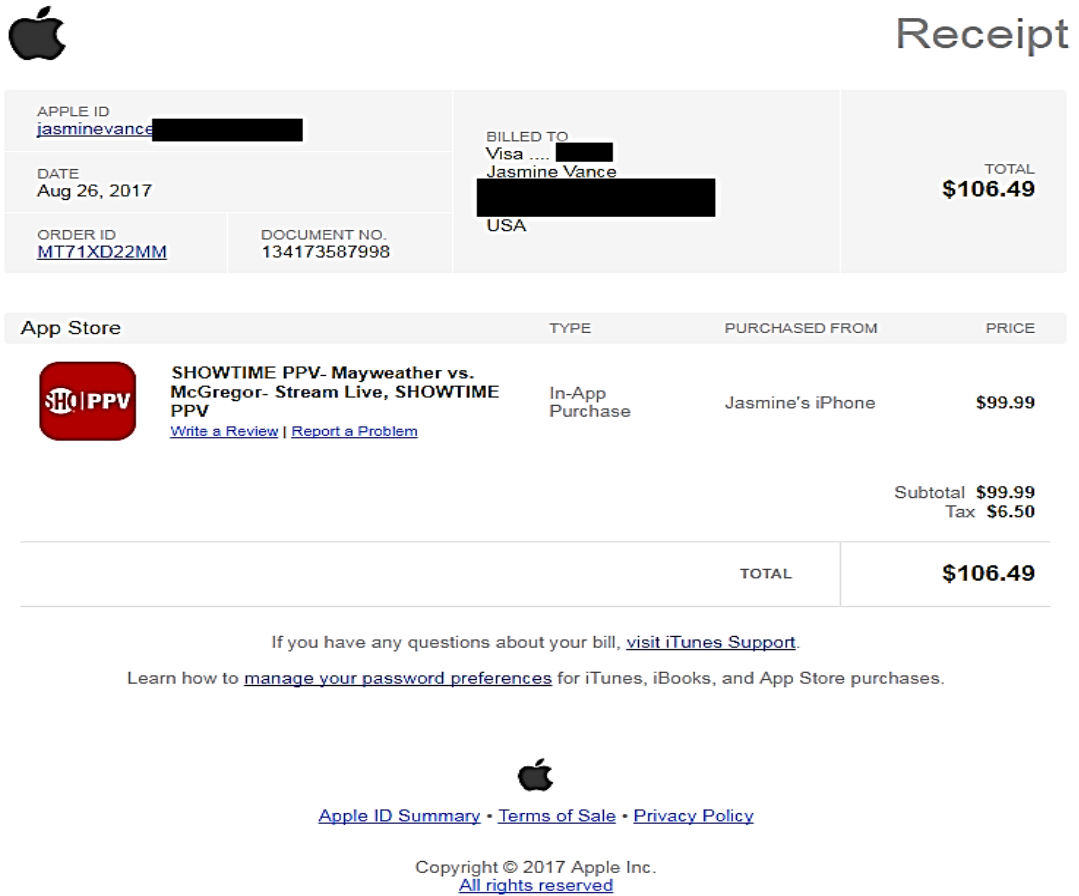 Receipt
APPLE ID
jasminevance
DATE
Aug 26, 2017
ORDER ID
MT71XD22MM
DOCUMENT NO.
134173587998
BILLED TO
Visa ....
Jasmine Vance
USA
TOTAL
$106.49
App Store TYPE PURCHASED FROM PRICE
SHO PPV
SHOWTIME PPV- Mayweather vs.
McGregor- Stream Live, SHOWTIME
PPV
Write a Review | Report a Problem
In-App
Purchase
Jasmine's iPhone
$99.99
Subtotal $99.99
Tax $6.50
TOTAL $106.49
If you have any questions about your bill, visit iTunes Support.
Learn how to manage your password preferences for iTunes, iBooks, and App Store purchases.
Apple ID Summary • Terms of Sale • Privacy Policy
Copyright © 2017 Apple Inc.
All rights reserved